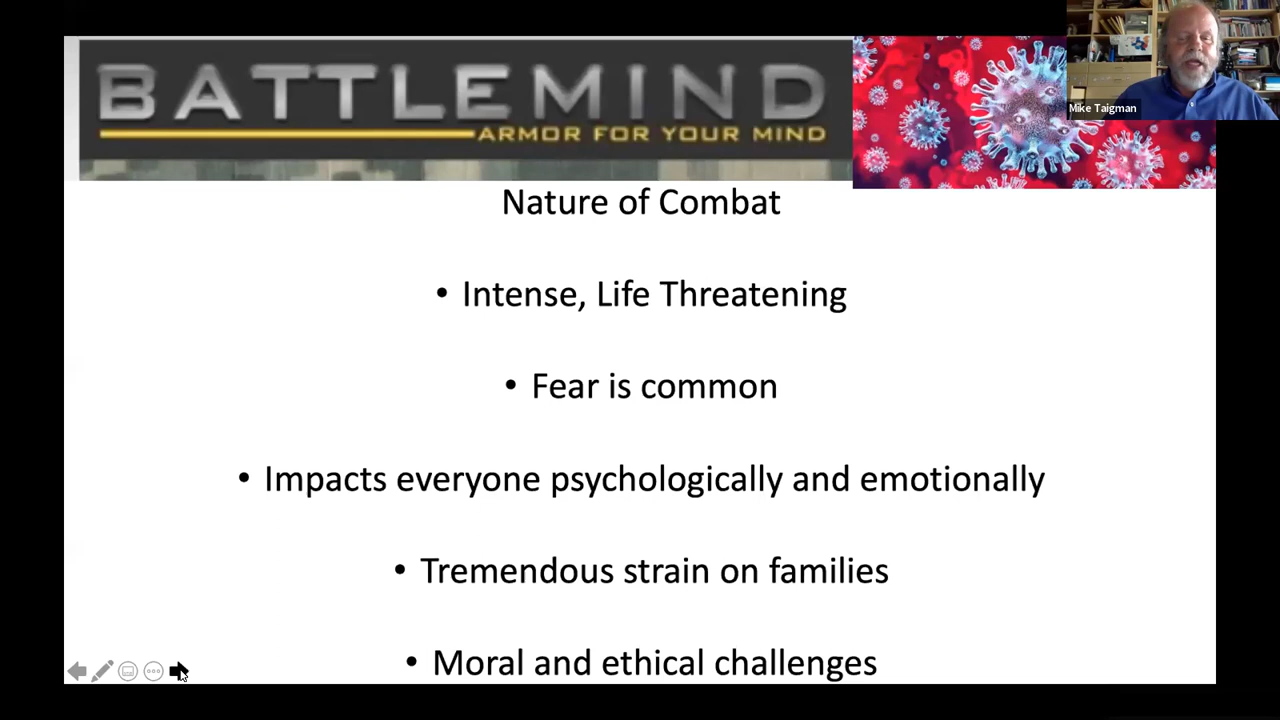 BATTLEMIND
ARMOR FOR YOUR MIND
Mike Taigman
Nature of Combat
• Intense, Life Threatening
• Fear is common
• Impacts everyone psychologically and emotionally
• Tremendous strain on families
• Moral and ethical challenges